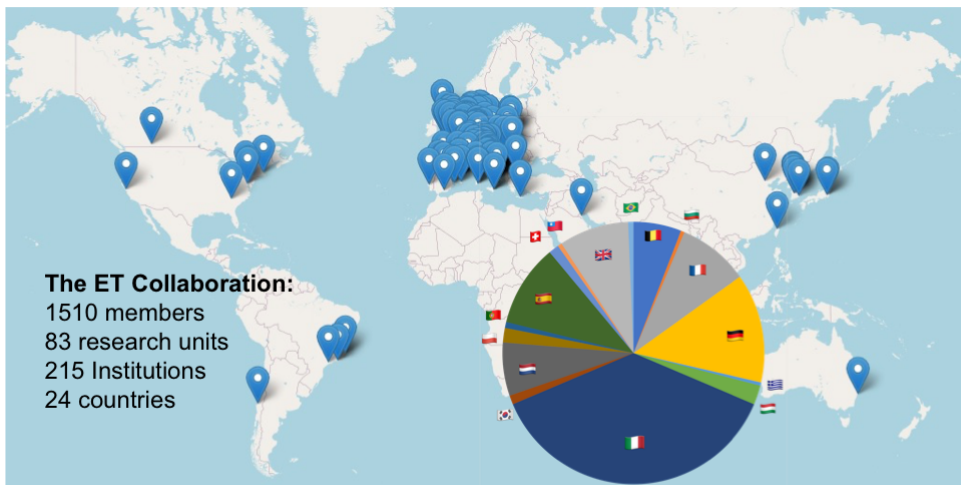 The ET Collaboration:
1510 members
83 research units
215 Institutions
24 countries